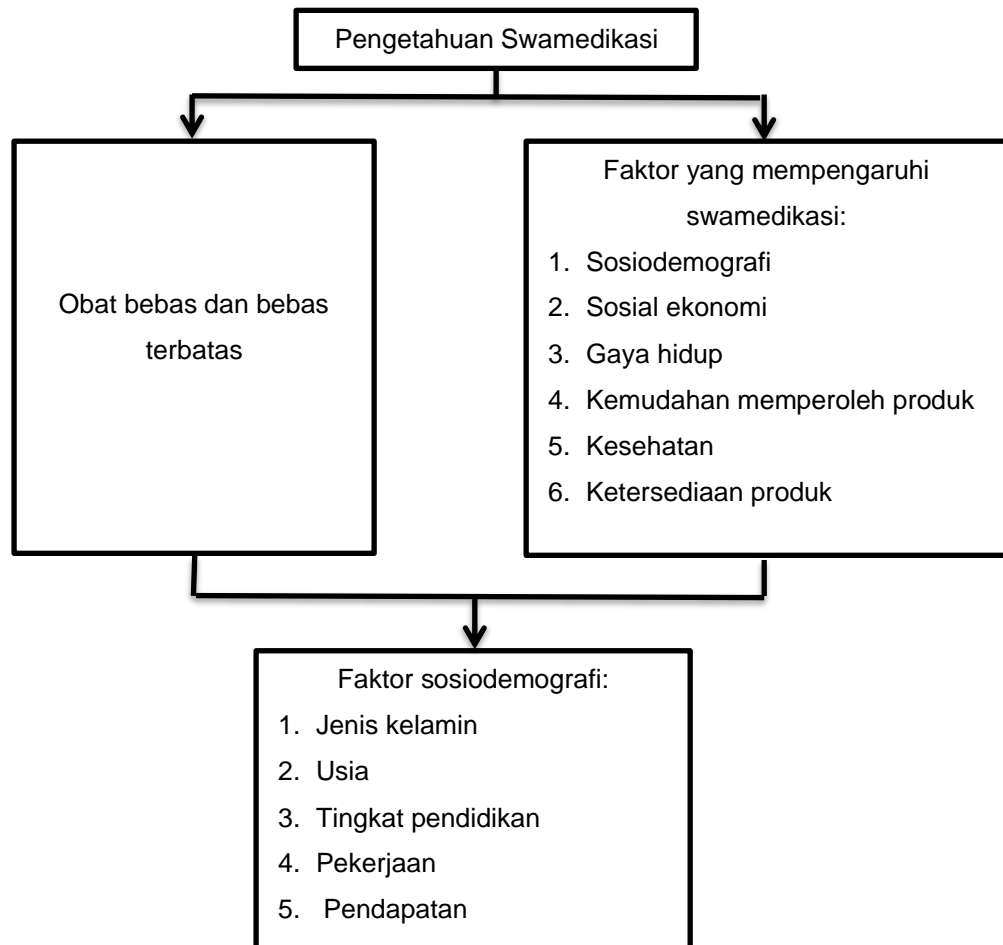 Pengetahuan Swamedikasi
Obat bebas dan bebas
terbatas
Faktor yang mempengaruhi
swamedikasi:
1. Sosiodemografi
2. Sosial ekonomi
3. Gaya hidup
4. Kemudahan memperoleh produk
5. Kesehatan
6. Ketersediaan produk
Faktor sosiodemografi:
1. Jenis kelamin
2. Usia
3. Tingkat pendidikan
4. Pekerjaan
5. Pendapatan